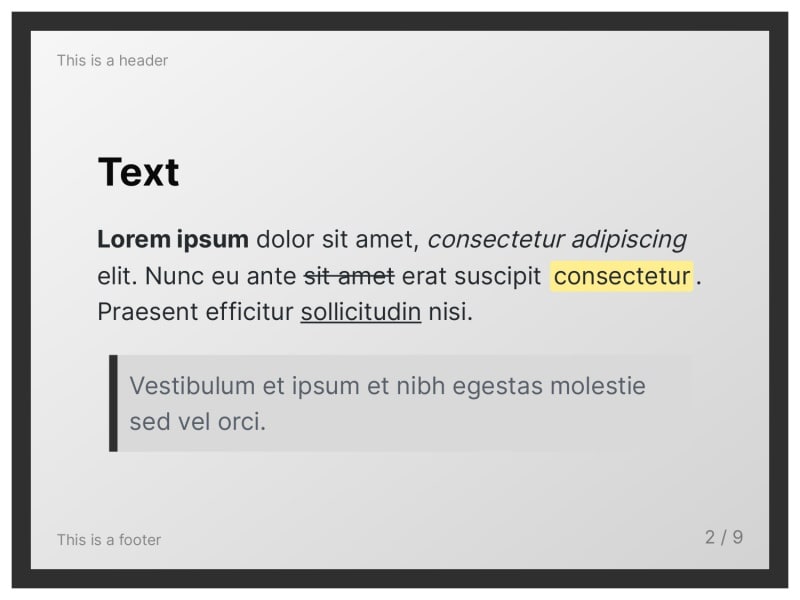 This is a header
Text
Lorem ipsum dolor sit amet, consectetur adipiscing
elit. Nunc eu ante sit amet erat suscipit consectetur.
Praesent efficitur sollicitudin nisi.
Vestibulum et ipsum et nibh egestas molestie
sed vel orci.
This is a footer
2 / 9